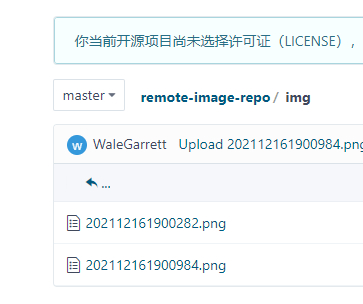 你当前开源项目尚未选择许可证（LICENSE），
master remote-image-repo / img
WaleGarrett Upload 202112161900984.png
...
202112161900282.png
202112161900984.png